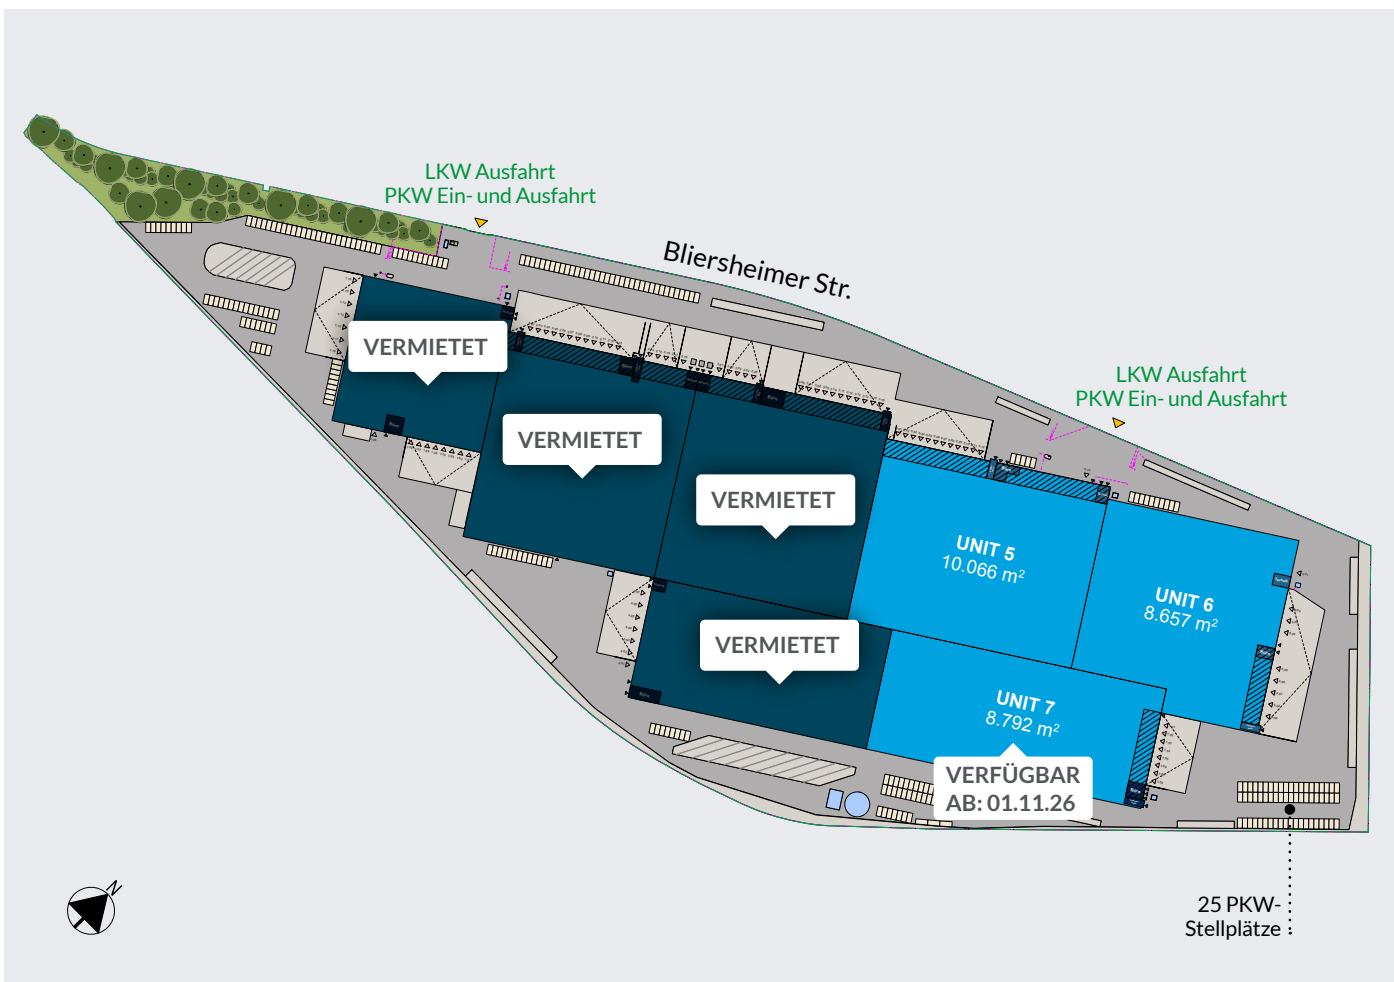 LKW Ausfahrt
PKW Ein- und Ausfahrt
Bliersheimer Str.
LKW Ausfahrt
PKW Ein- und Ausfahrt
VERMIETET
VERMIETET
VERMIETET
VERMIETET
UNIT 5
10.066 m²
UNIT 6
8.657 m²
UNIT 7
8.792 m²
VERFÜGBAR
AB: 01.11.26
N
25 PKW-
Stellplätze